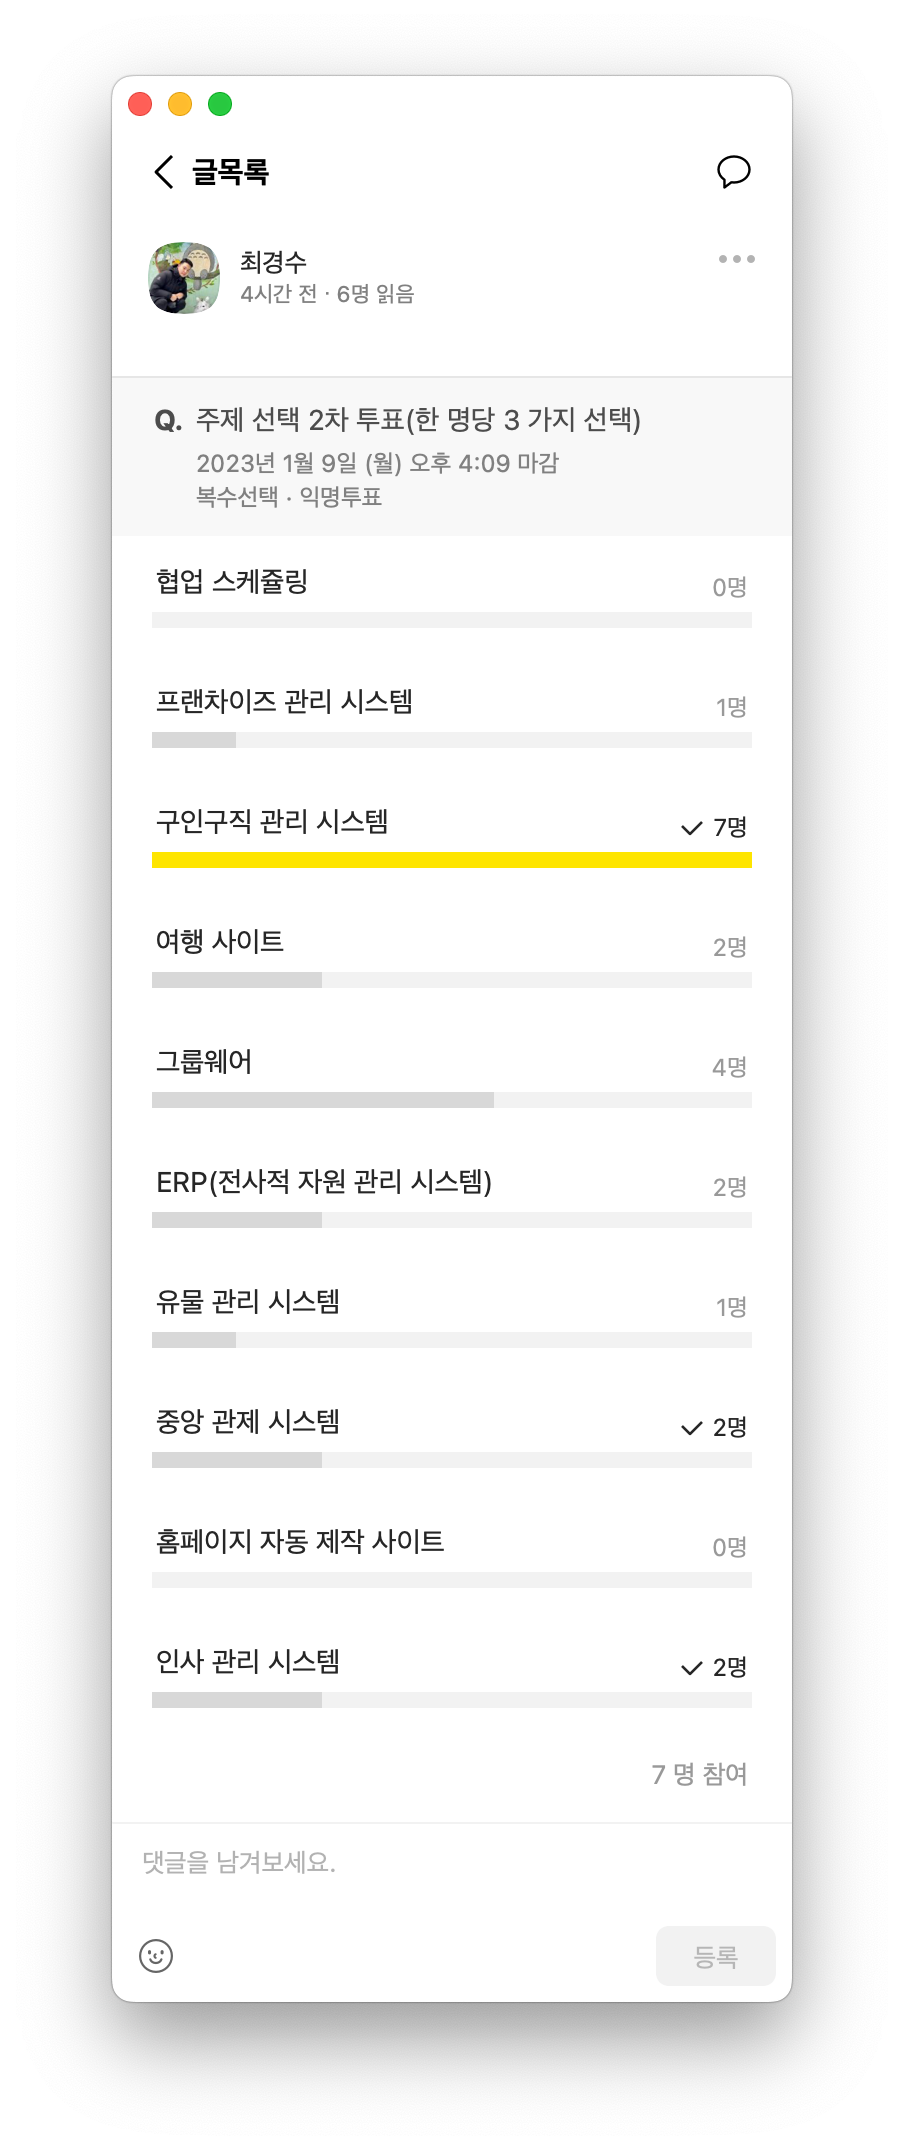 글목록
최경수
4시간 전 · 6명 읽음
Q. 주제 선택 2차 투표(한 명당 3 가지 선택)
2023년 1월 9일 (월) 오후 4:09 마감
복수선택 · 익명투표
협업 스케쥴링 0명
프랜차이즈 관리 시스템 1명
구인구직 관리 시스템 7명
여행 사이트 2명
그룹웨어 4명
ERP(전사적 자원 관리 시스템) 2명
유물 관리 시스템 1명
중앙 관제 시스템 2명
홈페이지 자동 제작 사이트 0명
인사 관리 시스템 2명
7 명 참여
댓글을 남겨보세요.
등록